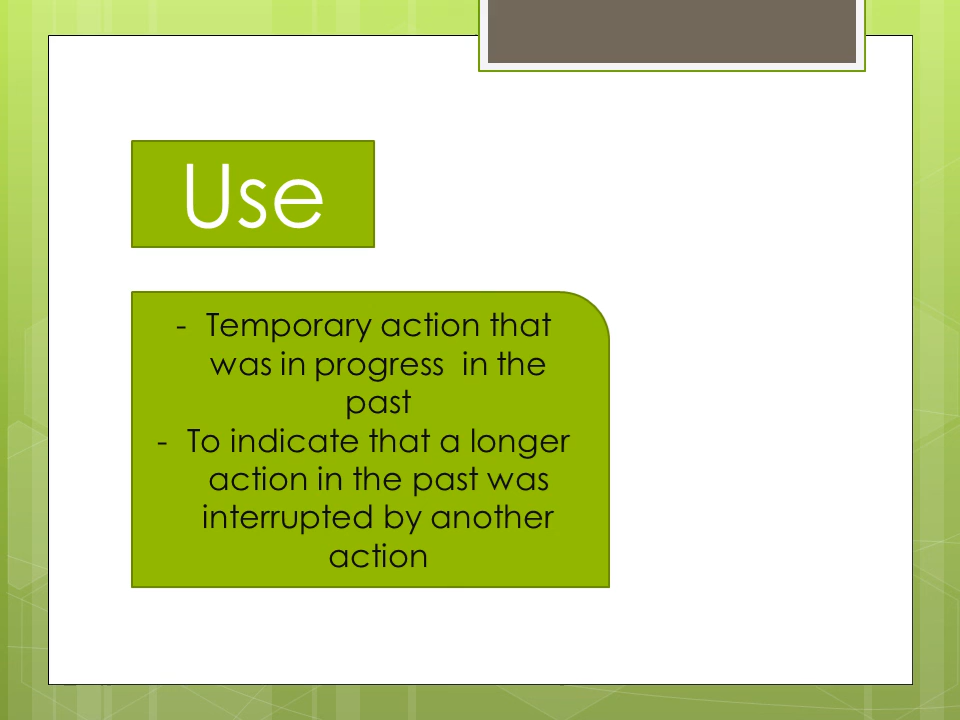 Use
- Temporary action that
was in progress  in the
past
- To indicate that a longer
action in the past was
interrupted by another
action